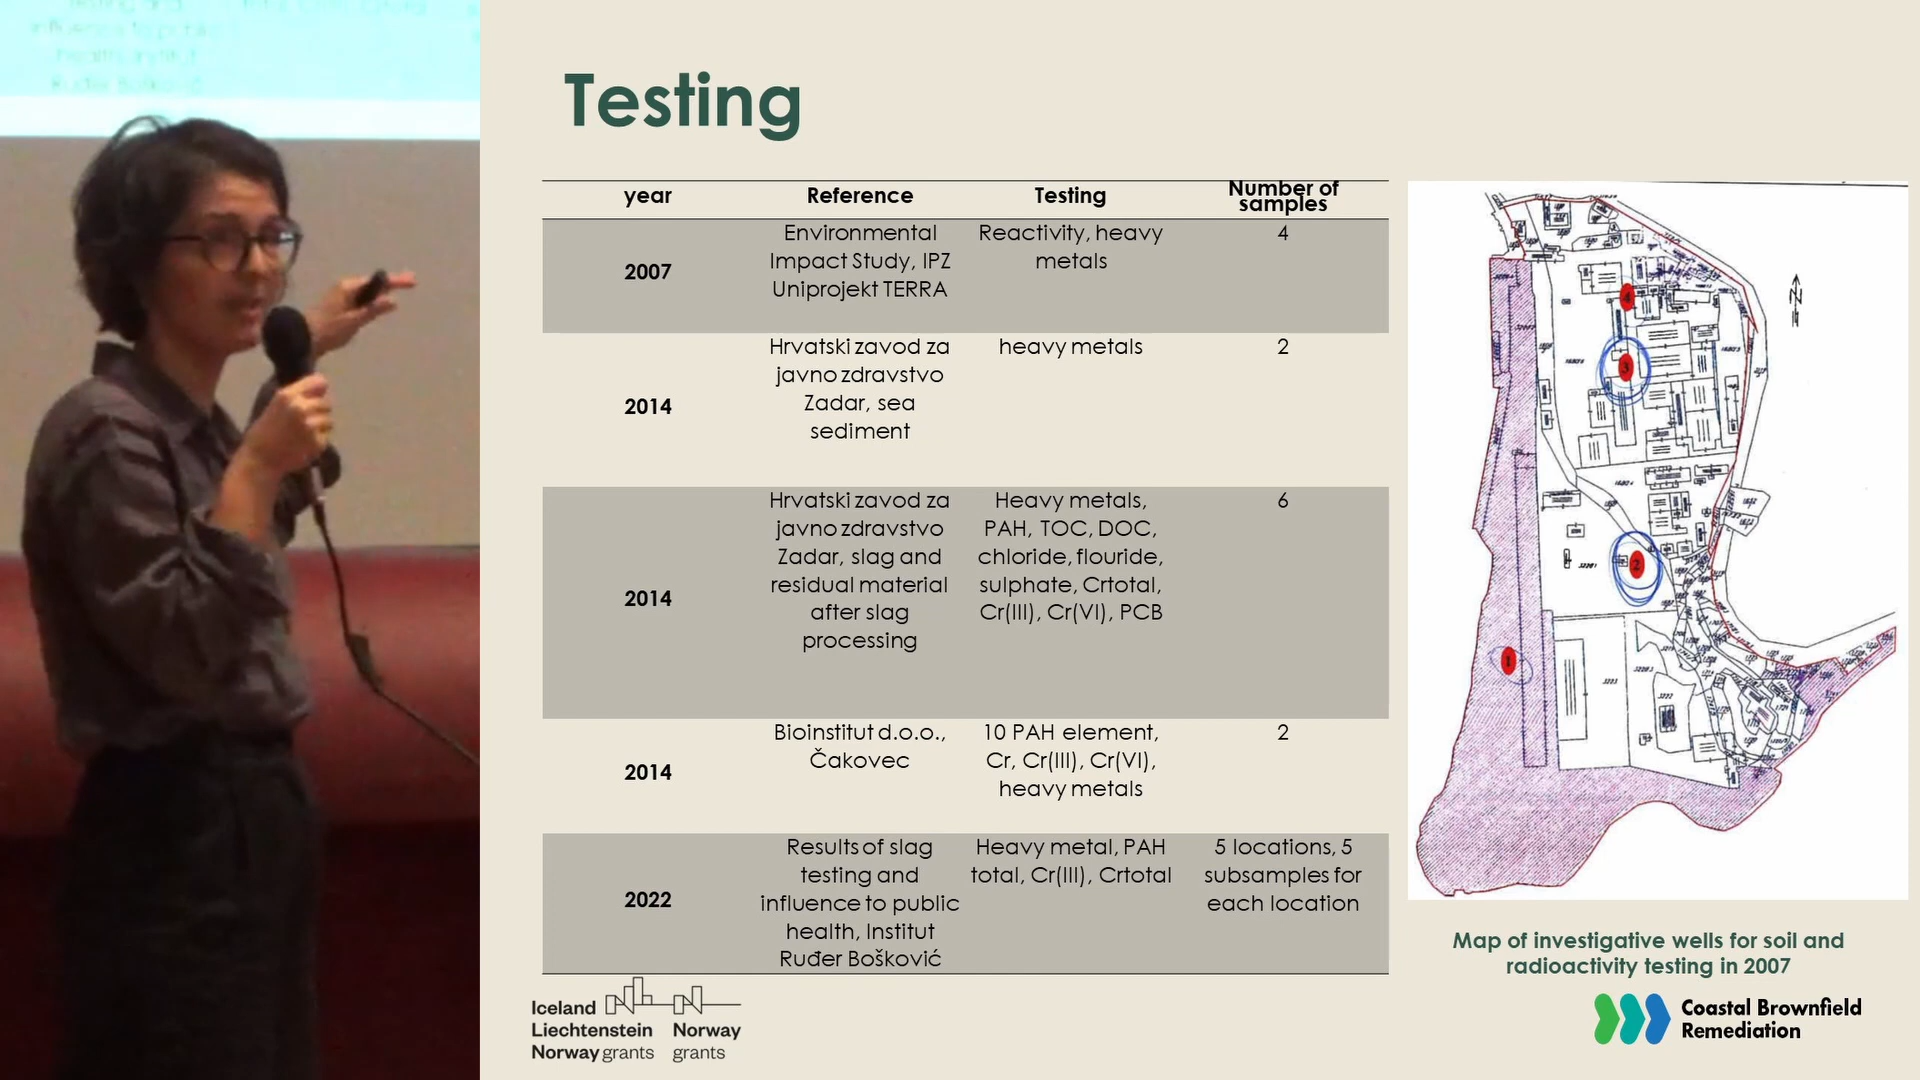 Testing
year Reference Testing Number of samples
2007
Environmental
Impact Study, IPZ
Uniprojekt TERRA
Reactivity, heavy
metals
4
2014
Hrvatski zavod za
javno zdravstvo
Zadar, sea
sediment
heavy metals
2
2014
Hrvatski zavod za
javno zdravstvo
Zadar, slag and
residual material
after slag
processing
Heavy metals,
PAH, TOC, DOC,
chloride, flouride,
sulphate, Crtotal,
Cr(III), Cr(VI), PCB
6
2014
Bioinstitut d.o.o.,
Čakovec
10 PAH element,
Cr, Cr(III), Cr(VI),
heavy metals
2
2022
Results of slag
testing and
influence to public
health, Institut
Ruđer Bošković
Heavy metal, PAH
total, Cr(III), Crtotal
5 locations, 5
subsamples for
each location
4
3
2
1
N
Map of investigative wells for soil and
radioactivity testing in 2007
Iceland
Liechtenstein
Norway grants
Norway
grants
Coastal Brownfield
Remediation